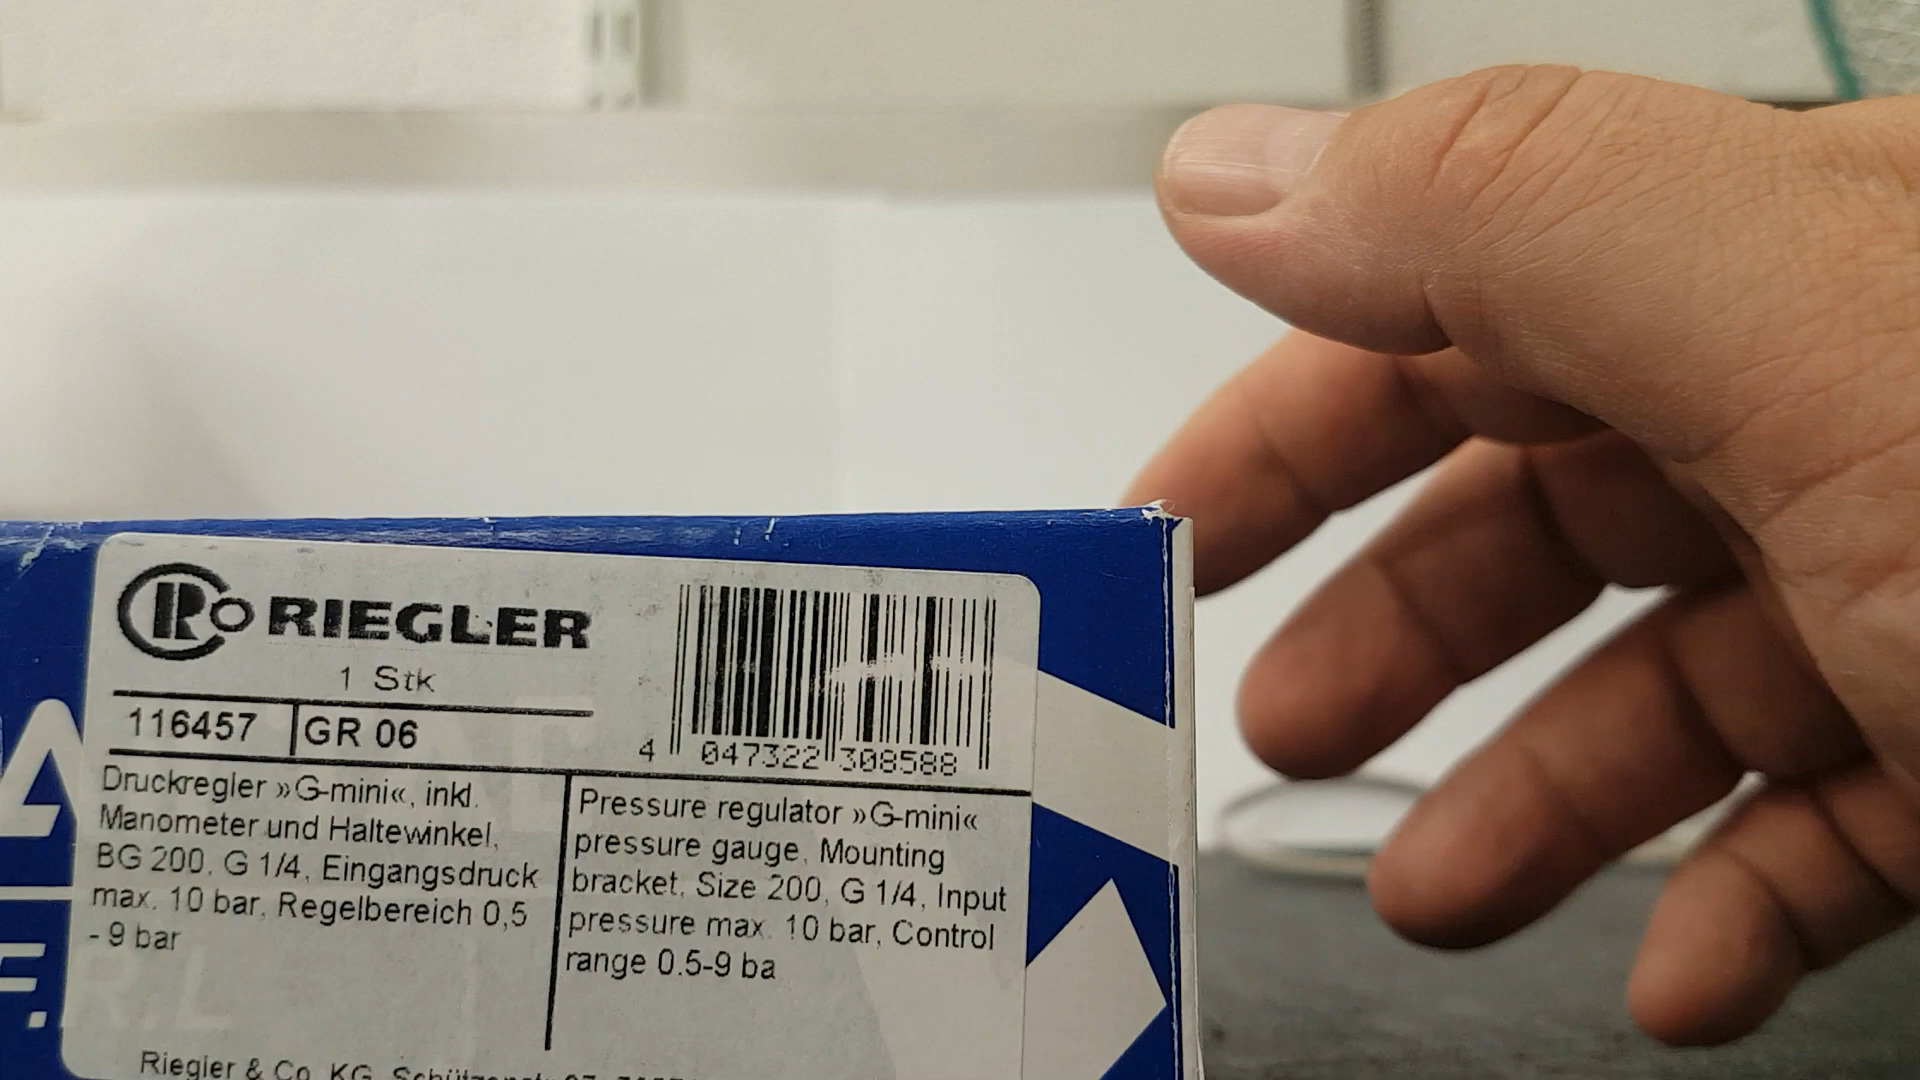 RIEGLER
1 Stk
116457 GR 06
4 047322 308588
Druckregler »G-mini«, inkl.
Manometer und Haltewinkel,
BG 200, G 1/4, Eingangsdruck
max. 10 bar, Regelbereich 0,5
- 9 bar
Pressure regulator »G-mini«
pressure gauge, Mounting
bracket, Size 200, G 1/4, Input
pressure max. 10 bar, Control
range 0.5-9 ba
F.R.L
Riegler & Co. KG,